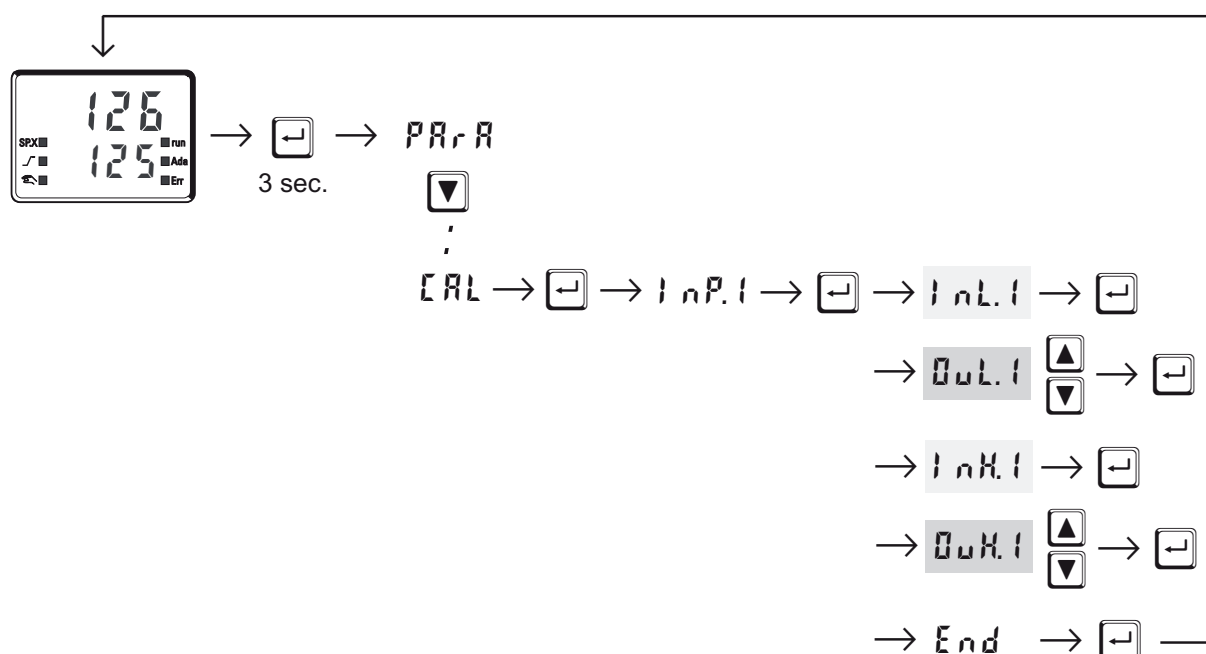 126
SP.X run
125 Ada
Err
3 sec.
PArA
CAL
InP.1
InL.1
OuL.1
InH.1
OuH.1
End